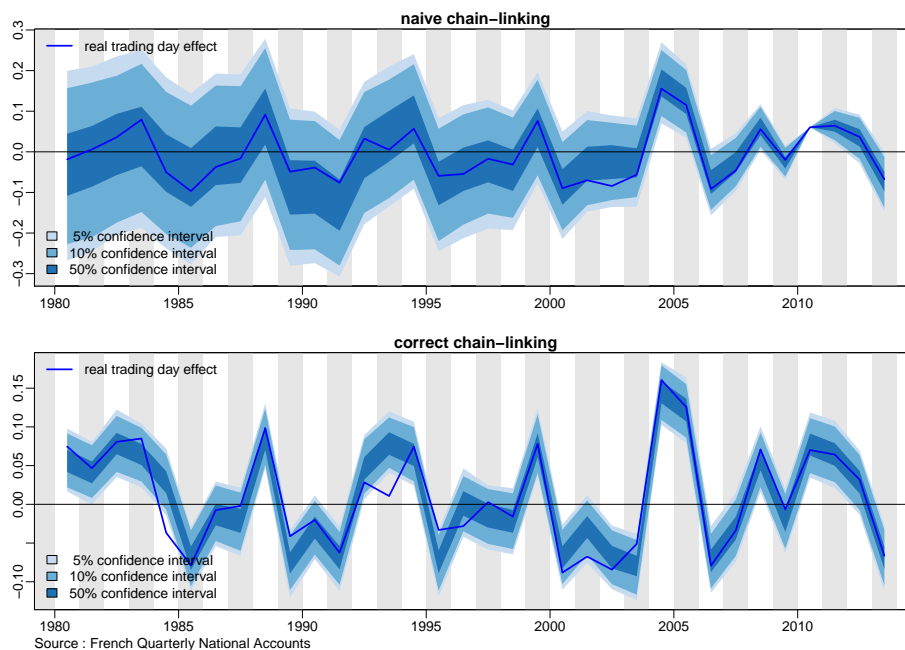 naive chain−linking
0.3
0.2
0.1
0.0
−0.1
−0.2
−0.3
real trading day effect
5% confidence interval
10% confidence interval
50% confidence interval
1980 1985 1990 1995 2000 2005 2010
correct chain−linking
0.15
0.10
0.05
0.00
−0.10
real trading day effect
5% confidence interval
10% confidence interval
50% confidence interval
1980 1985 1990 1995 2000 2005 2010
Source : French Quarterly National Accounts